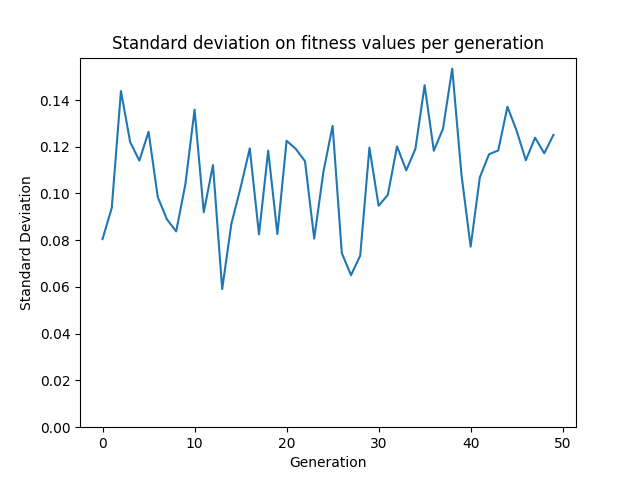 Standard deviation on fitness values per generation
Standard Deviation
0.14
0.12
0.10
0.08
0.06
0.04
0.02
0.00
0 10 20 30 40 50
Generation